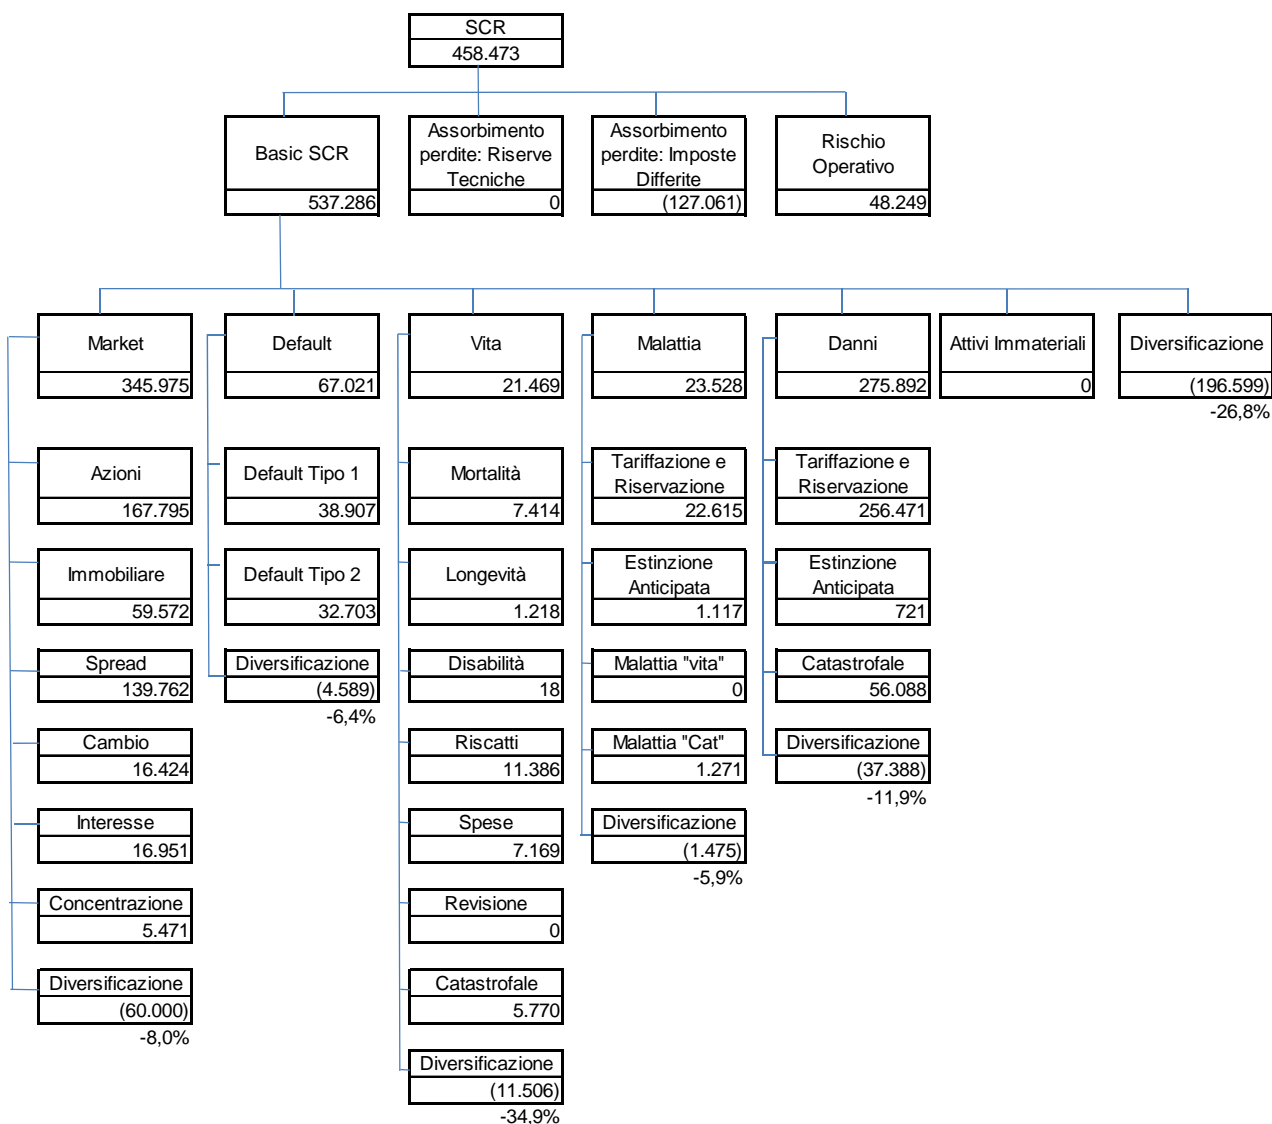 SCR
458.473
Basic SCR
537.286
Assorbimento
perdite: Riserve
Tecniche
0
Assorbimento
perdite: Imposte
Differite
(127.061)
Rischio
Operativo
48.249
Market
345.975
Default
67.021
Vita
21.469
Malattia
23.528
Danni
275.892
Attivi Immateriali
0
Diversificazione
(196.599)
-26,8%
Azioni
167.795
Immobiliare
59.572
Spread
139.762
Cambio
16.424
Interesse
16.951
Concentrazione
5.471
Diversificazione
(60.000)
-8,0%
Default Tipo 1
38.907
Default Tipo 2
32.703
Diversificazione
(4.589)
-6,4%
Mortalità
7.414
Longevità
1.218
Disabilità
18
Riscatti
11.386
Spese
7.169
Revisione
0
Catastrofale
5.770
Diversificazione
(11.506)
-34,9%
Tariffazione e
Riservazione
22.615
Estinzione
Anticipata
1.117
Malattia "vita"
0
Malattia "Cat"
1.271
Diversificazione
(1.475)
-5,9%
Tariffazione e
Riservazione
256.471
Estinzione
Anticipata
721
Catastrofale
56.088
Diversificazione
(37.388)
-11,9%